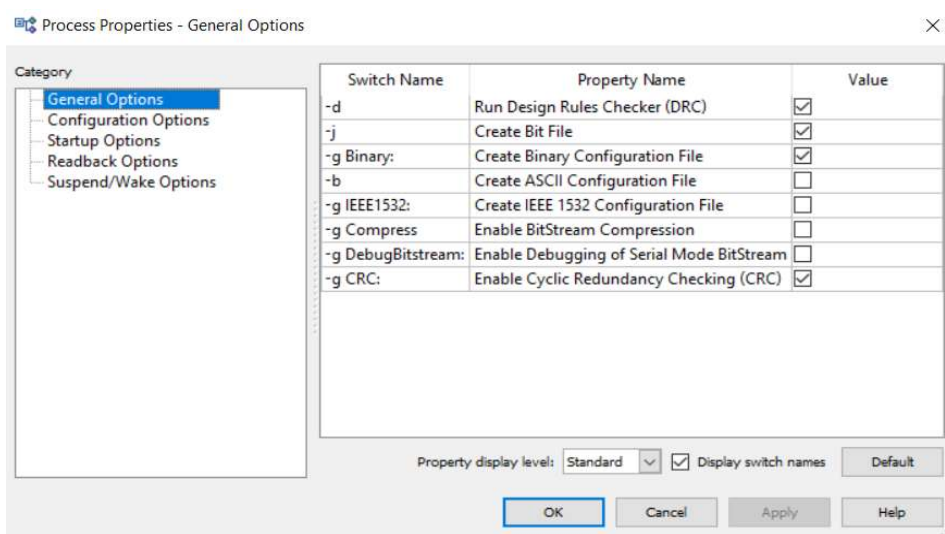 Process Properties - General Options
Category
General Options
Configuration Options
Startup Options
Readback Options
Suspend/Wake Options
Switch Name Property Name Value
-d Run Design Rules Checker (DRC)
-j Create Bit File
-g Binary: Create Binary Configuration File
-b Create ASCII Configuration File
-g IEEE1532: Create IEEE 1532 Configuration File
-g Compress Enable BitStream Compression
-g DebugBitstream: Enable Debugging of Serial Mode BitStream
-g CRC: Enable Cyclic Redundancy Checking (CRC)
Property display level: Standard Display switch names Default
OK Cancel Apply Help